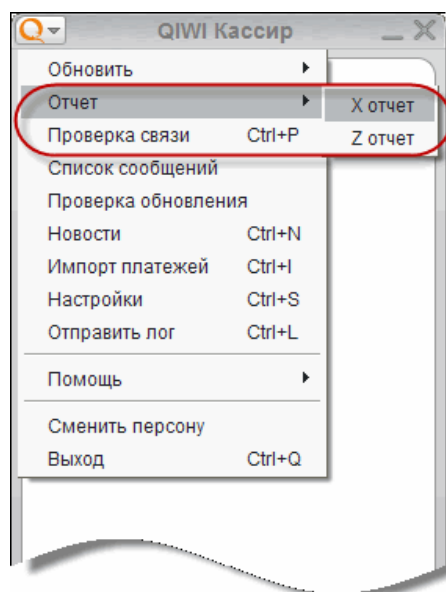 QIWI Кассир
Обновить
Отчет
X отчет
Проверка связи Ctrl+P
Z отчет
Список сообщений
Проверка обновления
Новости Ctrl+N
Импорт платежей Ctrl+I
Настройки Ctrl+S
Отправить лог Ctrl+L
Помощь
Сменить персону
Выход Ctrl+Q